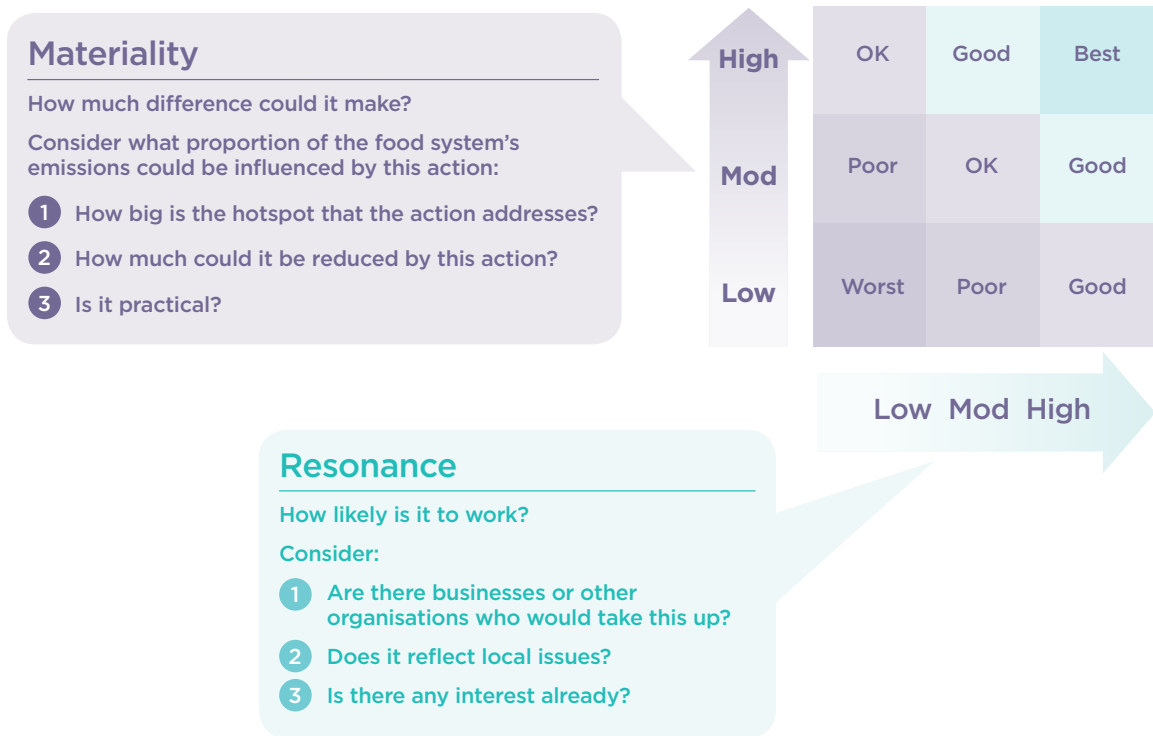 Materiality
How much difference could it make?
Consider what proportion of the food system’s
emissions could be influenced by this action:
1 How big is the hotspot that the action addresses?
2 How much could it be reduced by this action?
3 Is it practical?
High
Mod
Low
OK Good Best
Poor OK Good
Worst Poor Good
Low Mod High
Resonance
How likely is it to work?
Consider:
1 Are there businesses or other
organisations who would take this up?
2 Does it reflect local issues?
3 Is there any interest already?